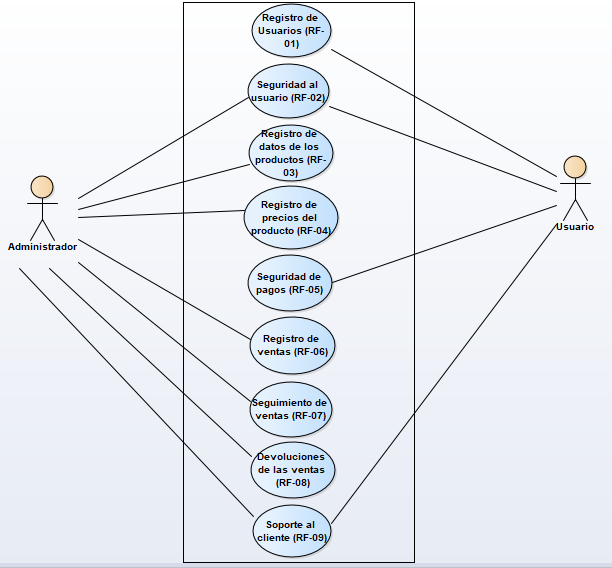 Registro de
Usuarios (RF-
01)
Seguridad al
usuario (RF-02)
Registro de
datos de los
productos (RF-
03)
Registro de
precios del
producto (RF-04)
Administrador
Usuario
Seguridad de
pagos (RF-05)
Registro de
ventas (RF-06)
Seguimiento de
ventas (RF-07)
Devoluciones
de las ventas
(RF-08)
Soporte al
cliente (RF-09)